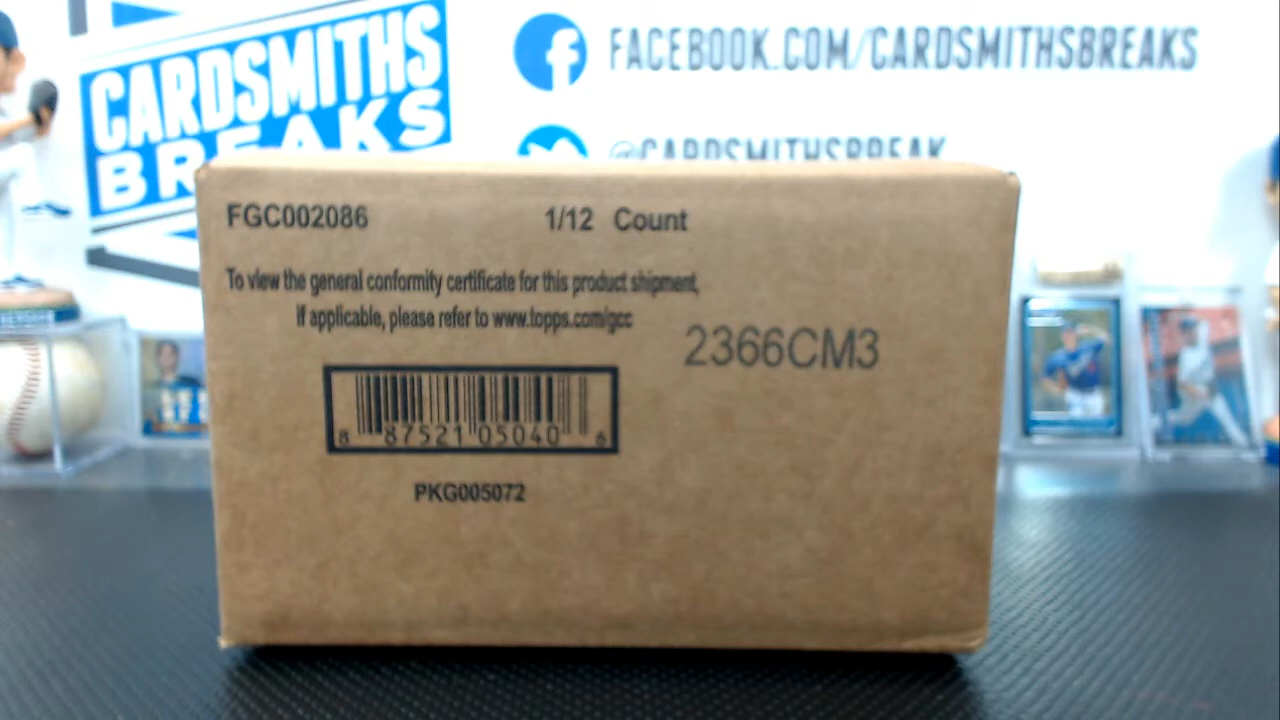 CARDSMITHS
BREAKS
FACEBOOK.COM/CARDSMITHSBREAKS
@CARDSMITHSBREAK
FGC002086 1/12 Count
To view the general conformity certificate for this product shipment,
if applicable, please refer to www.topps.com/gcc
2366CM3
8 87521 05040 6
PKG005072